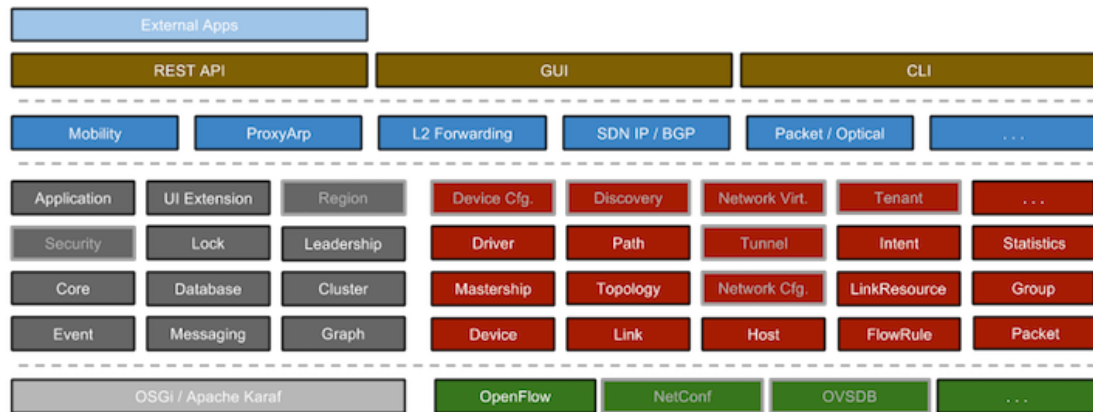 External Apps
REST API GUI CLI
Mobility ProxyArp L2 Forwarding SDN IP / BGP Packet / Optical . . .
Application UI Extension Region Device Cfg. Discovery Network Virt. Tenant . . .
Security Lock Leadership Driver Path Tunnel Intent Statistics
Core Database Cluster Mastership Topology Network Cfg. LinkResource Group
Event Messaging Graph Device Link Host FlowRule Packet
OSGi / Apache Karaf OpenFlow NetConf OVSDB . . .